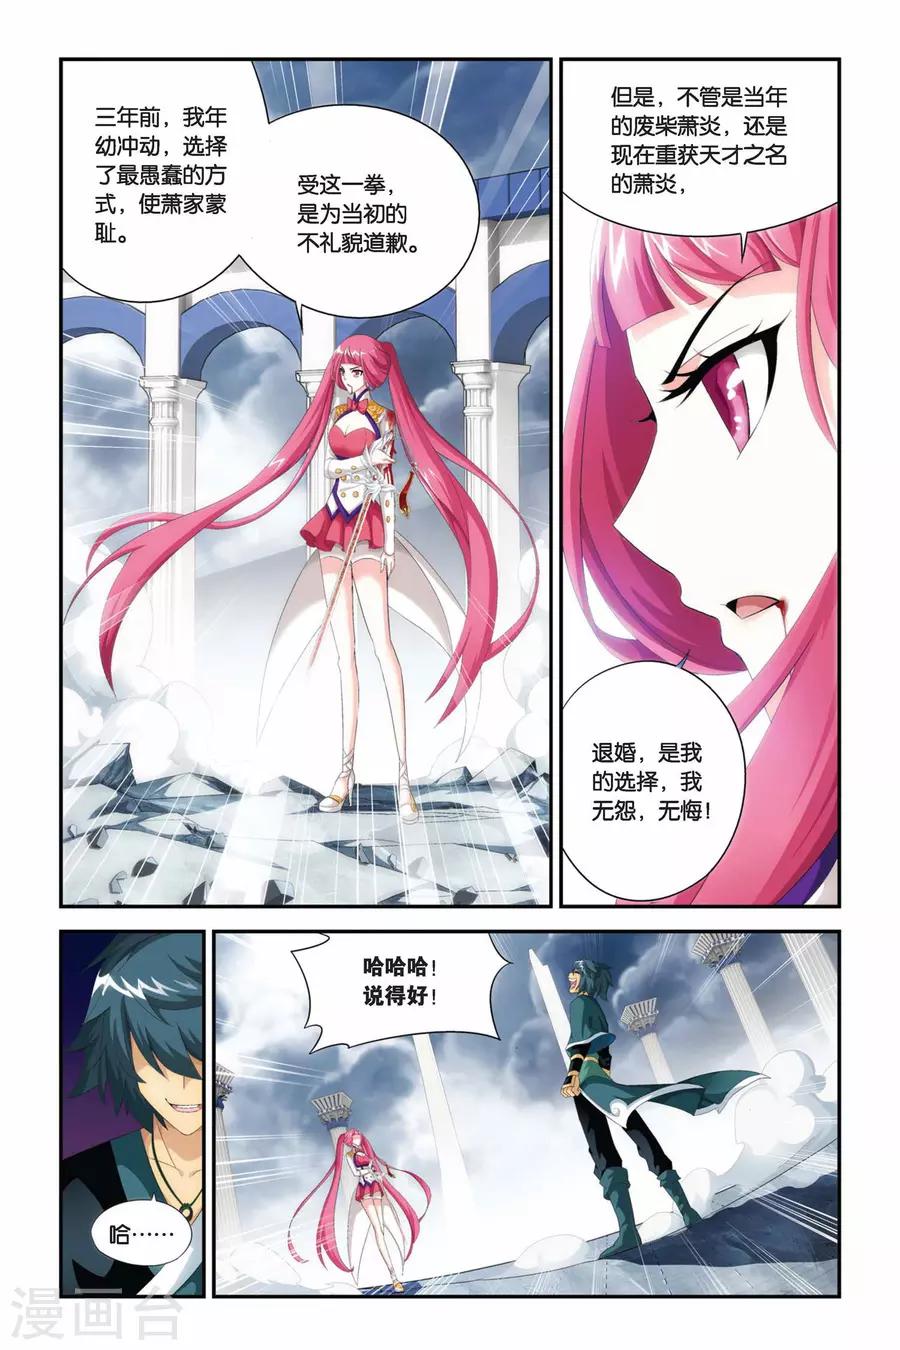 三年前，我年
幼冲动，选择
了最愚蠢的方
式，使萧家蒙
耻。
受这一拳，
是为当初的
不礼貌道歉。
但是，不管是当年
的废柴萧炎，还是
现在重获天才之名
的萧炎，
退婚，是我
的选择，我
无怨，无悔！
哈……
哈哈哈！
说得好！
漫画台